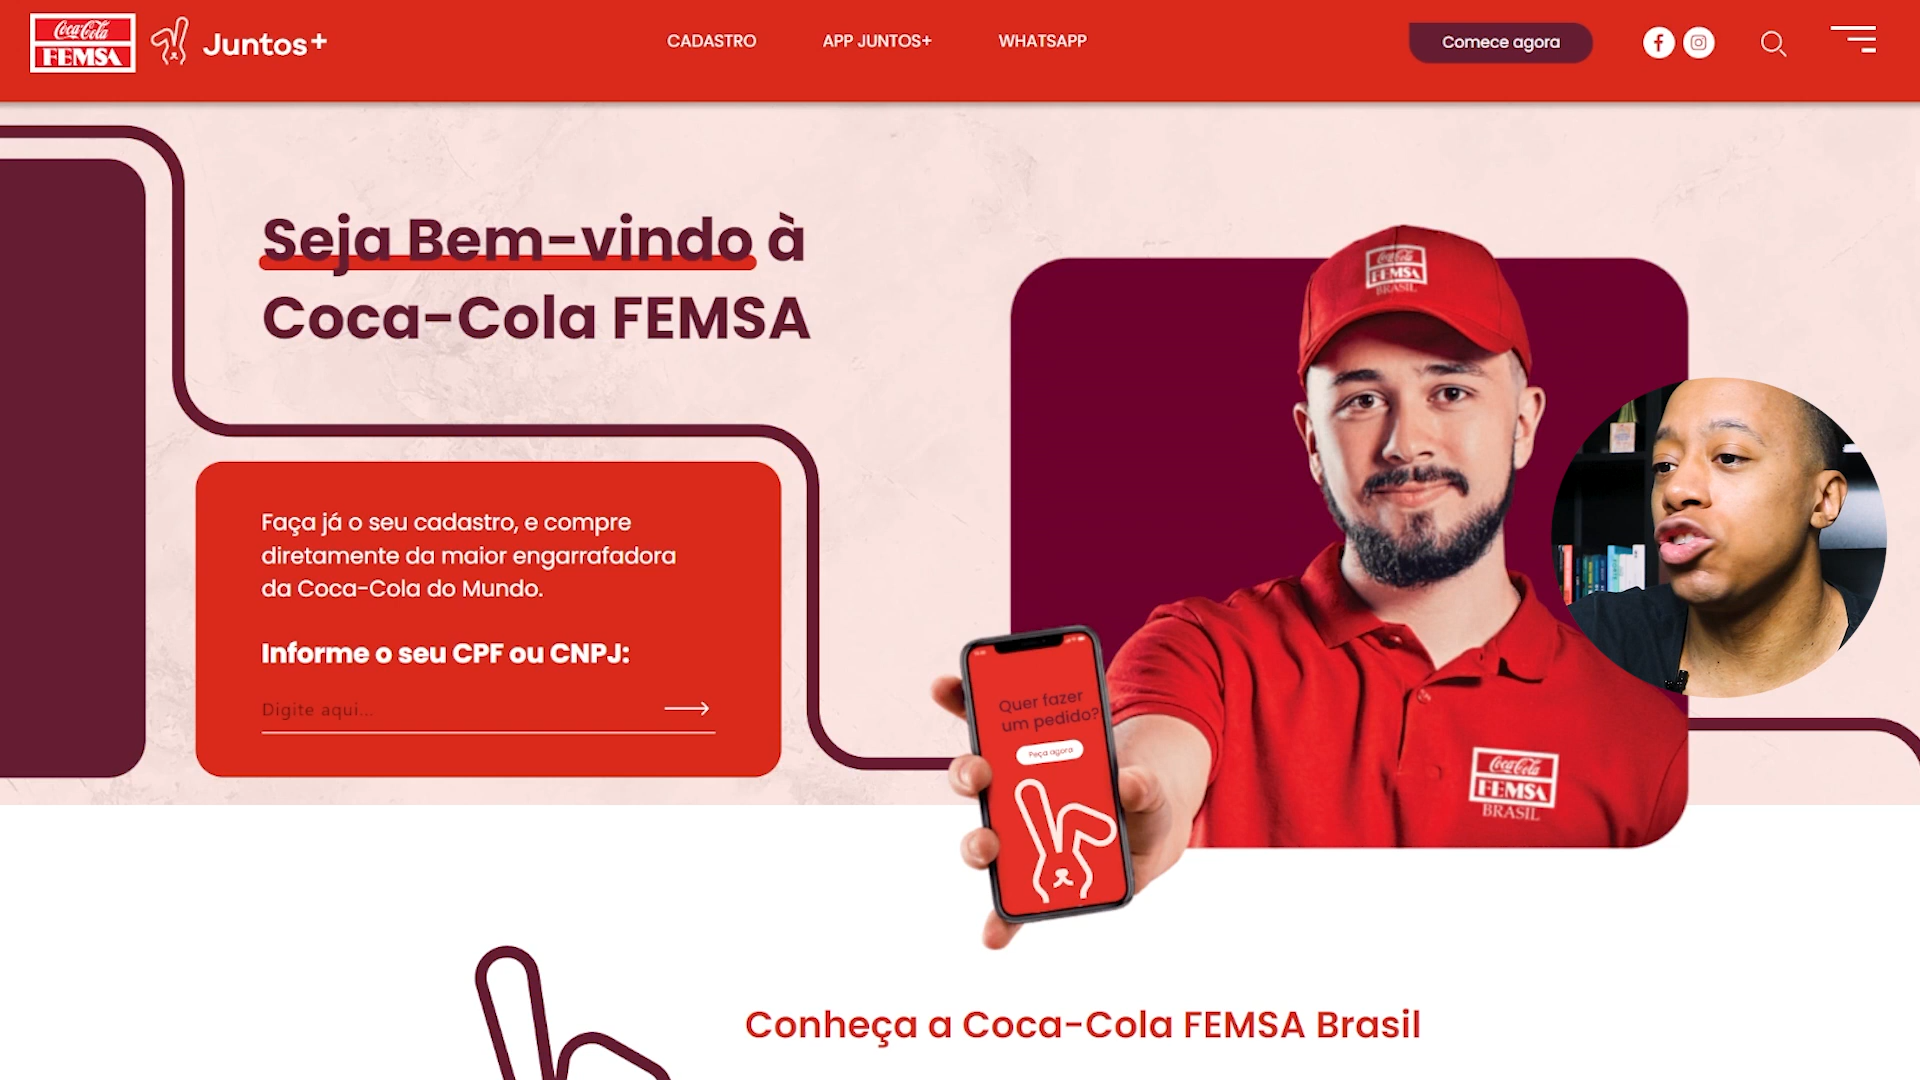 Coca-Cola
FEMSA
Juntos+
CADASTRO
APP JUNTOS+
WHATSAPP
Comece agora
Seja Bem-vindo à
Coca-Cola FEMSA
Faça já o seu cadastro, e compre
diretamente da maior engarrafadora
da Coca-Cola do Mundo.
Informe o seu CPF ou CNPJ:
Digite aqui...
Coca-Cola
FEMSA
BRASIL
Quer fazer
um pedido?
Peça agora
Coca-Cola
FEMSA
BRASIL
Conheça a Coca-Cola FEMSA Brasil